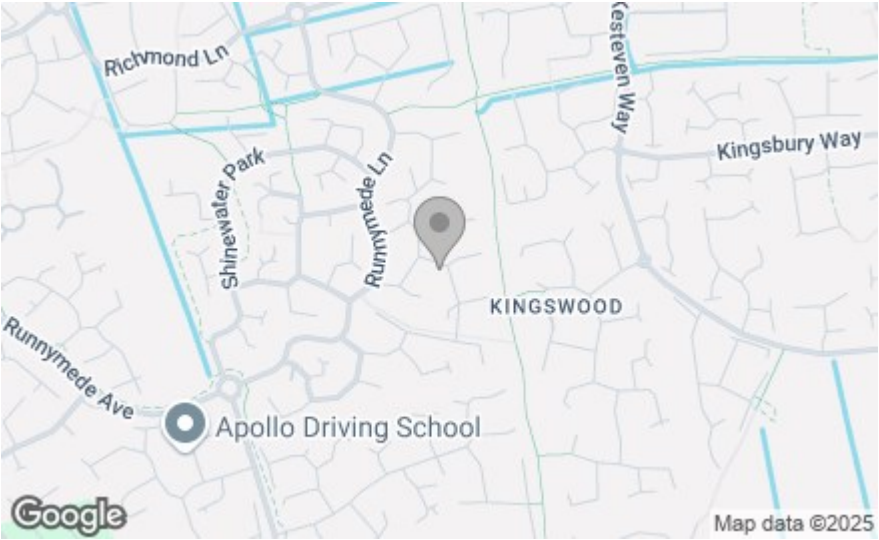 Richmond Ln
Kesteven Way
Kingsbury Way
Shinewater Park
Runnymede Ln
KINGSWOOD
Runnymede Ave
Apollo Driving School
Google
Map data ©2025